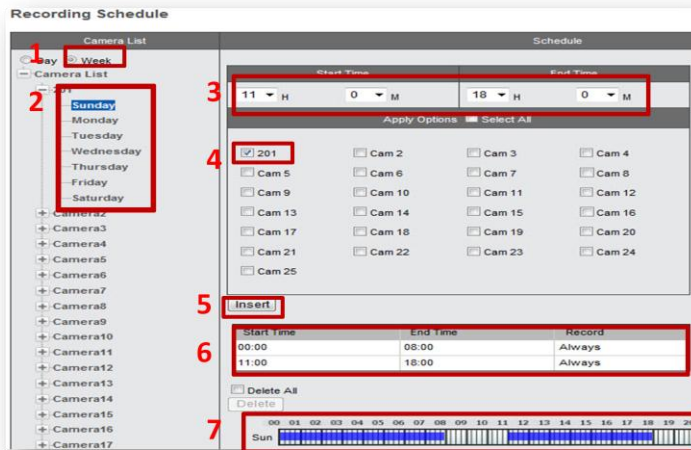 Recording Schedule
Camera List
Schedule
1
Day Week
Camera List
Start Time End Time
2 201
3 11 H 0 M 18 H 0 M
Sunday
Monday
Tuesday
Wednesday
Thursday
Friday
Saturday
Apply Options Select All
4 201 Cam 2 Cam 3 Cam 4
Cam 5 Cam 6 Cam 7 Cam 8
Cam 9 Cam 10 Cam 11 Cam 12
Cam 13 Cam 14 Cam 15 Cam 16
Cam 17 Cam 18 Cam 19 Cam 20
Cam 21 Cam 22 Cam 23 Cam 24
Cam 25
Camera2
Camera3
Camera4
Camera5
Camera6
Camera7
Camera8
Camera9
Camera10
Camera11
Camera12
Camera13
Camera14
Camera15
Camera16
Camera17
5 Insert
6
Start Time End Time Record
00:00 08:00 Always
11:00 18:00 Always
Delete All
Delete
7
00 01 02 03 04 05 06 07 08 09 10 11 12 13 14 15 16 17 18 19
Sun